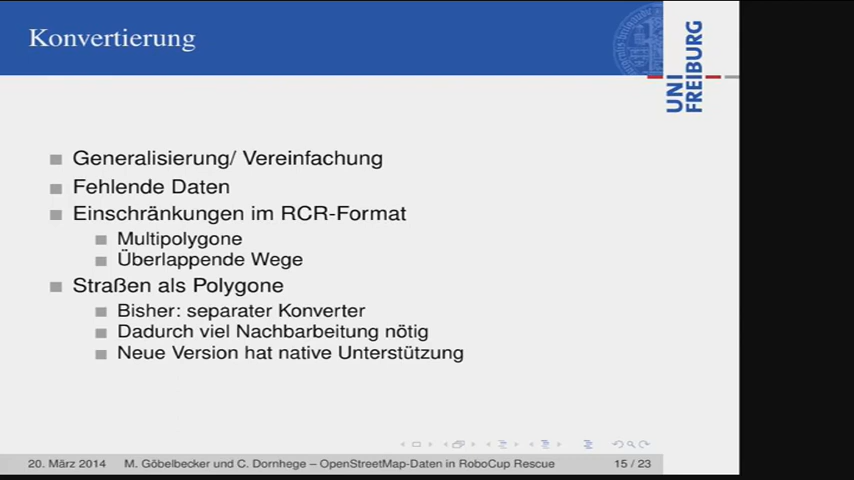 Konvertierung
UNI
FREIBURG
Generalisierung/ Vereinfachung
Fehlende Daten
Einschränkungen im RCR-Format
Multipolygone
Überlappende Wege
Straßen als Polygone
Bisher: separater Konverter
Dadurch viel Nachbarbeitung nötig
Neue Version hat native Unterstützung
20. März 2014 M. Göbelbecker und C. Dornhege – OpenStreetMap-Daten in RoboCup Rescue 15 / 23